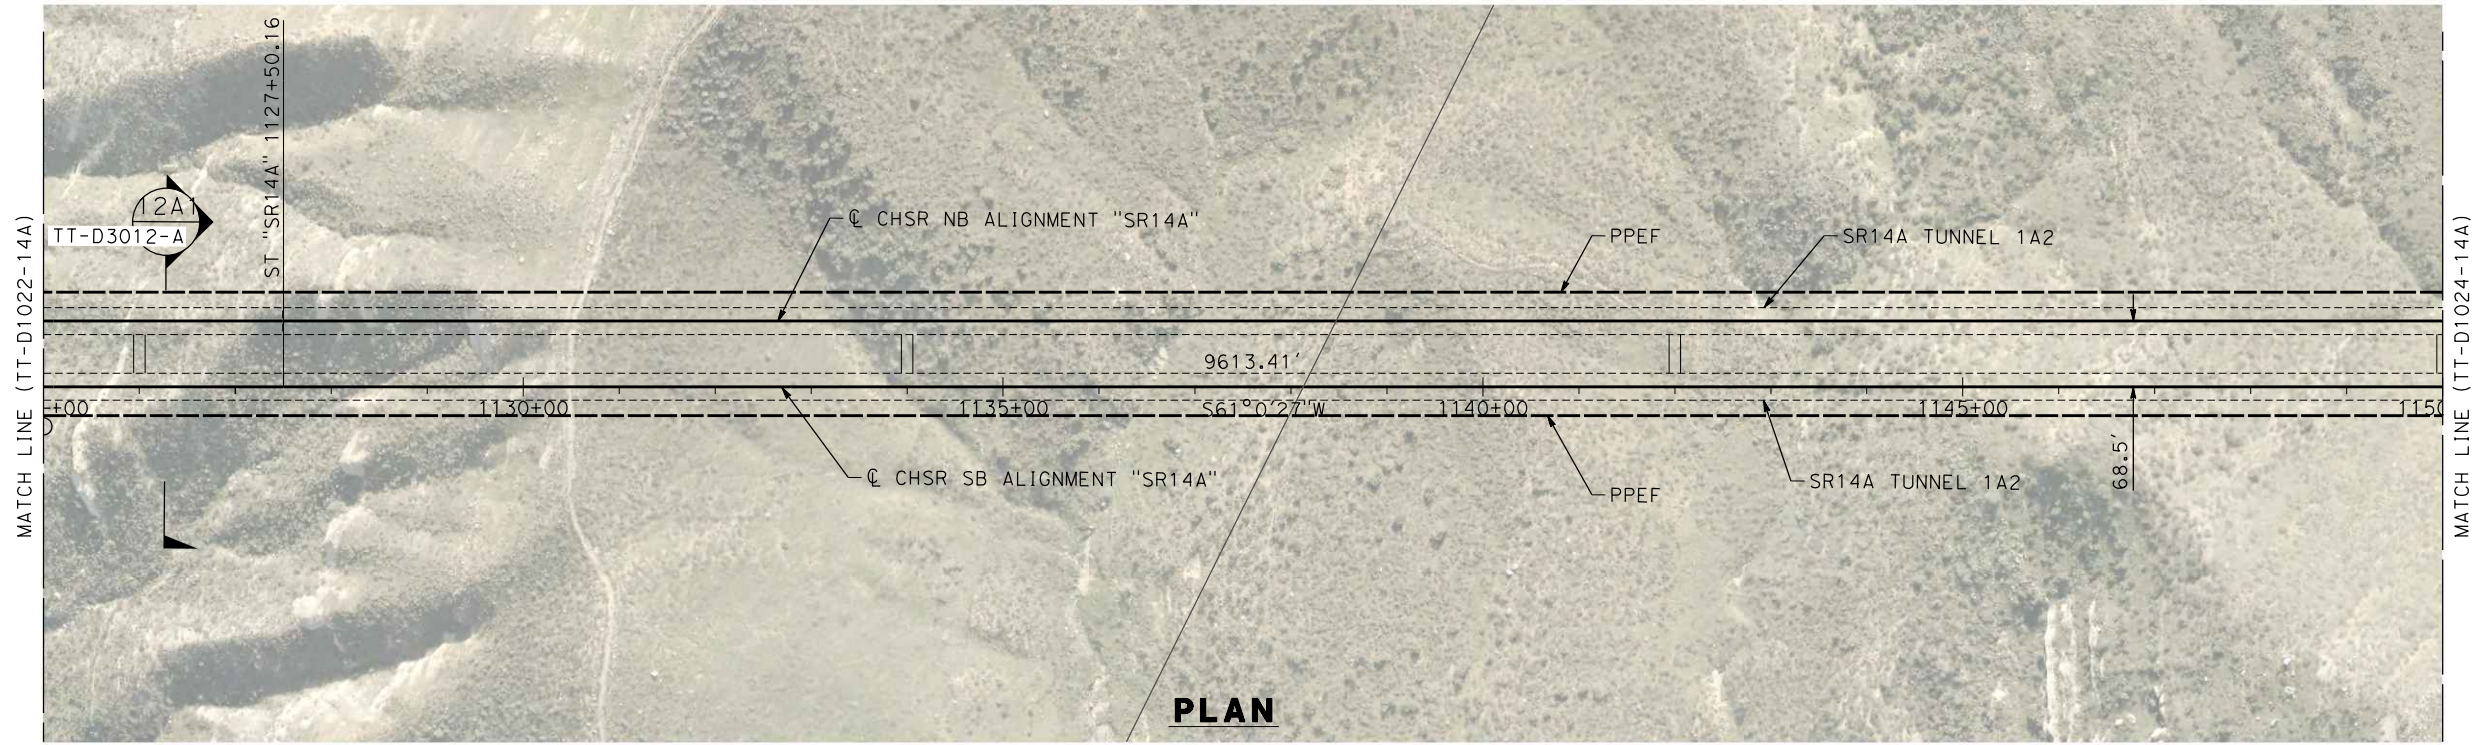 ST "SR14A" 1127+50.16
12A1
TT-D3012-A
MATCH LINE (TT-D1022-14A)
℄ CHSR NB ALIGNMENT "SR14A"
PPEF
SR14A TUNNEL 1A2
MATCH LINE (TT-D1024-14A)
9613.41'
+00
1130+00
1135+00
S61°0'27"W
1140+00
1145+00
1150
68.5'
℄ CHSR SB ALIGNMENT "SR14A"
PPEF
SR14A TUNNEL 1A2
PLAN